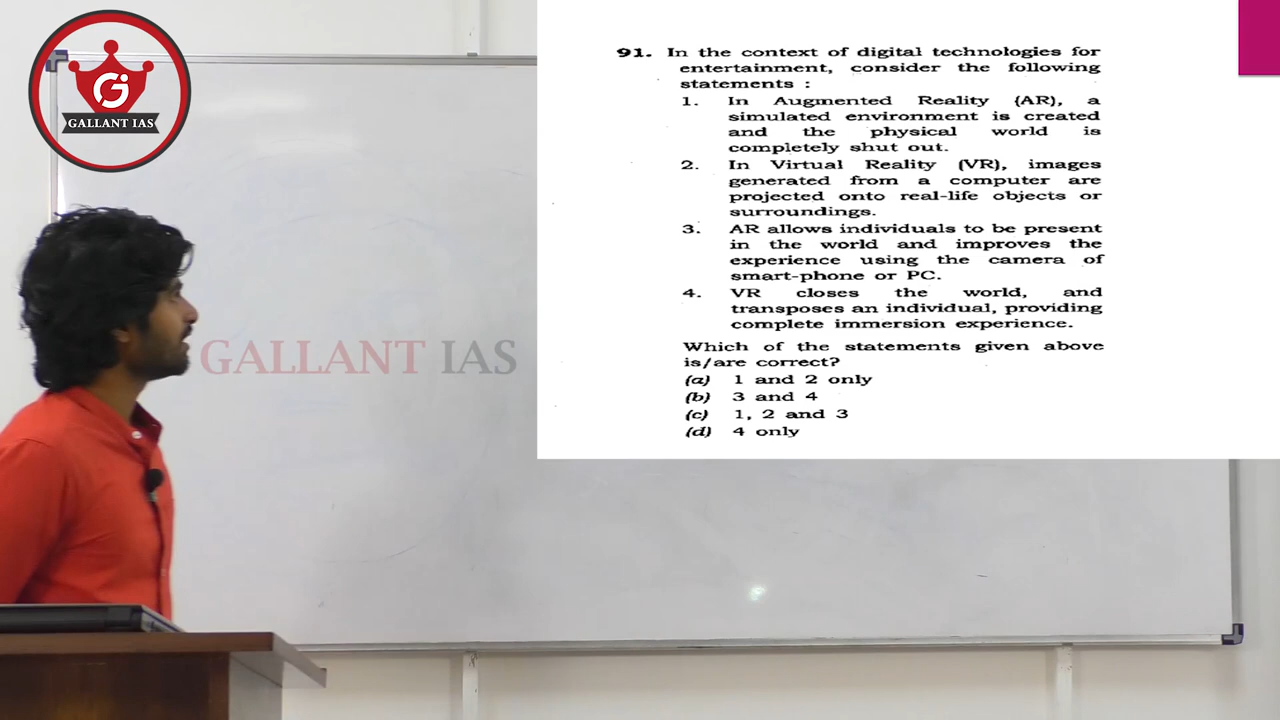 GALLANT IAS
GALLANT IAS
91. In the context of digital technologies for
entertainment, consider the following
statements :
1. In Augmented Reality (AR), a
simulated environment is created
and the physical world is
completely shut out.
2. In Virtual Reality (VR), images
generated from a computer are
projected onto real-life objects or
surroundings.
3. AR allows individuals to be present
in the world and improves the
experience using the camera of
smart-phone or PC.
4. VR closes the world, and
transposes an individual, providing
complete immersion experience.
Which of the statements given above
is/are correct?
(a) 1 and 2 only
(b) 3 and 4
(c) 1, 2 and 3
(d) 4 only